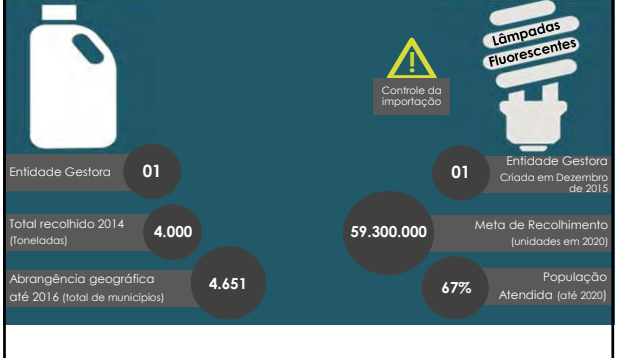 Lâmpadas
Fluorescentes
Controle da
importação
Entidade Gestora
01
Total recolhido 2014
(Toneladas)
4.000
Abrangência geográfica
até 2016 (total de municípios)
4.651
01
Entidade Gestora
Criada em Dezembro
de 2015
59.300.000
Meta de Recolhimento
(unidades em 2020)
67%
População
Atendida (até 2020)